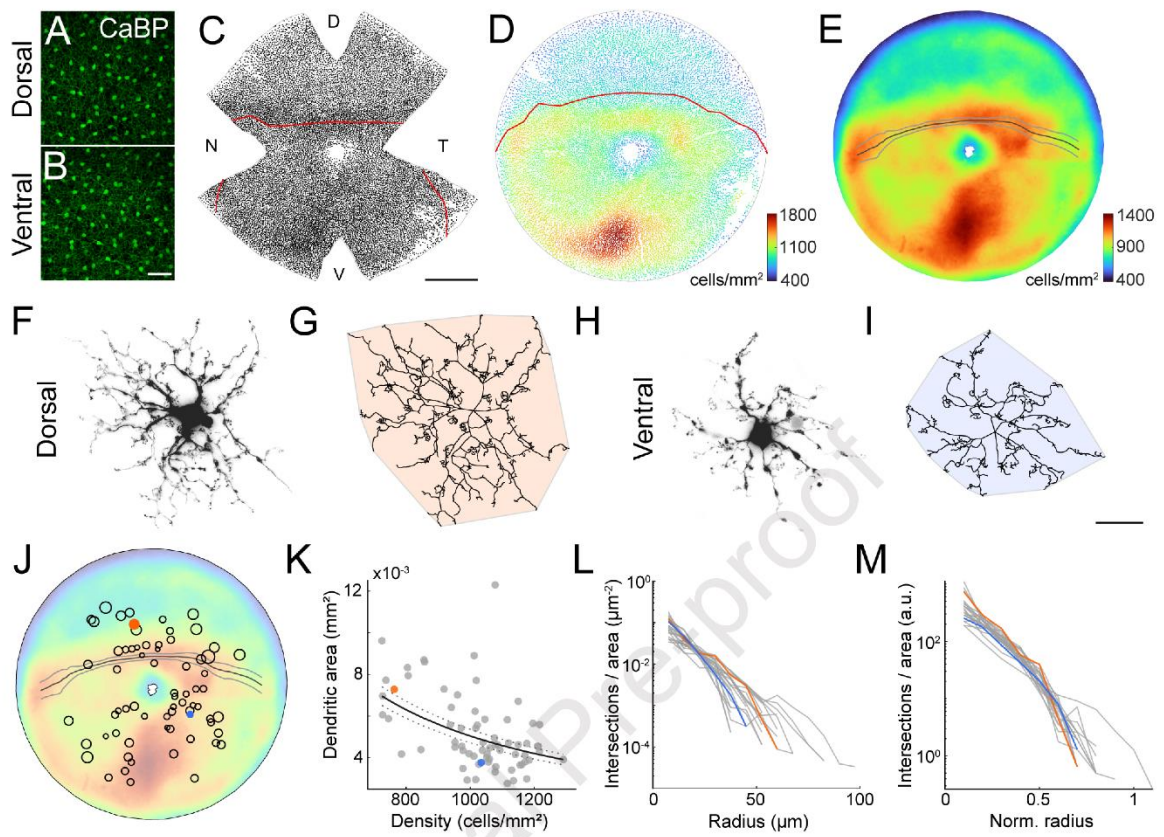 A CaBP
Dorsal
B
Ventral
C
D
N
T
V
D
1800
1100
400
cells/mm²
E
1400
900
400
cells/mm²
F
Dorsal
G
H
Ventral
I
J
K
×10⁻³
12
8
4
Dendritic area (mm²)
800 1000 1200
Density (cells/mm²)
L
10⁰
10⁻²
10⁻⁴
Intersections / area (µm⁻²)
0 50 100
Radius (µm)
M
10²
10⁰
Intersections / area (a.u.)
0 0.5 1
Norm. radius
Preproof